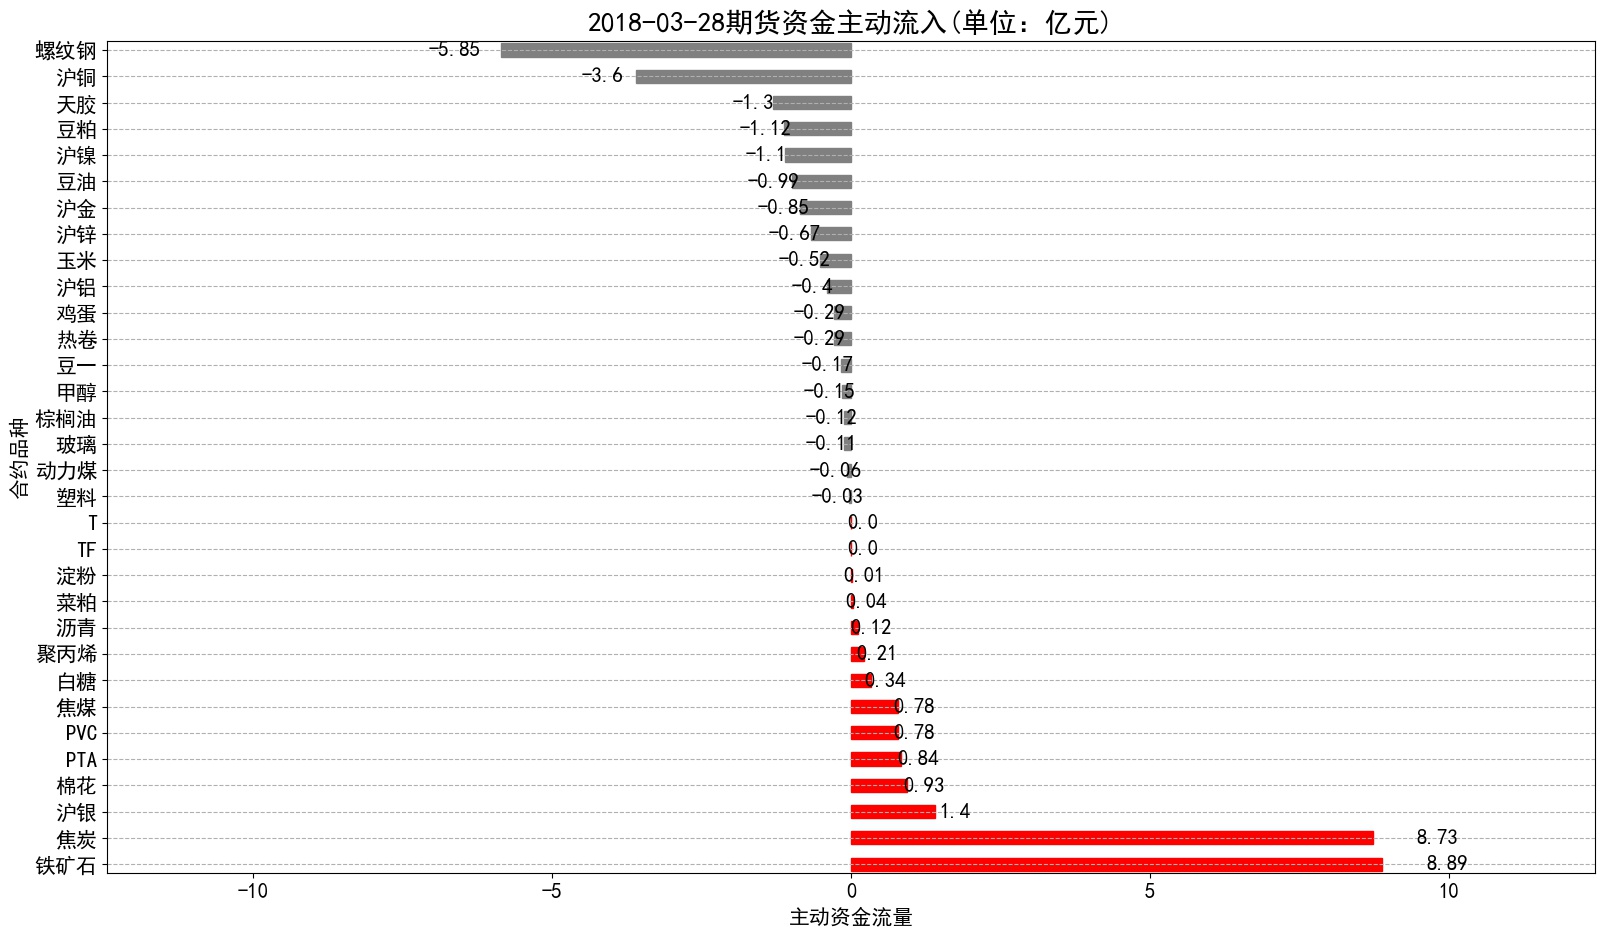 2018-03-28期货资金主动流入(单位：亿元)
螺纹钢 -5.85
沪铜 -3.6
天胶 -1.3
豆粕 -1.12
沪镍 -1.1
豆油 -0.99
沪金 -0.85
沪锌 -0.67
玉米 -0.52
沪铝 -0.4
鸡蛋 -0.29
热卷 -0.29
豆一 -0.17
甲醇 -0.15
棕榈油 -0.12
玻璃 -0.11
动力煤 -0.06
塑料 -0.03
T 0.0
TF 0.0
淀粉 0.01
菜粕 0.04
沥青 0.12
聚丙烯 0.21
白糖 0.34
焦煤 0.78
PVC 0.78
PTA 0.84
棉花 0.93
沪银 1.4
焦炭 8.73
铁矿石 8.89
合约品种
-10 -5 0 5 10
主动资金流量